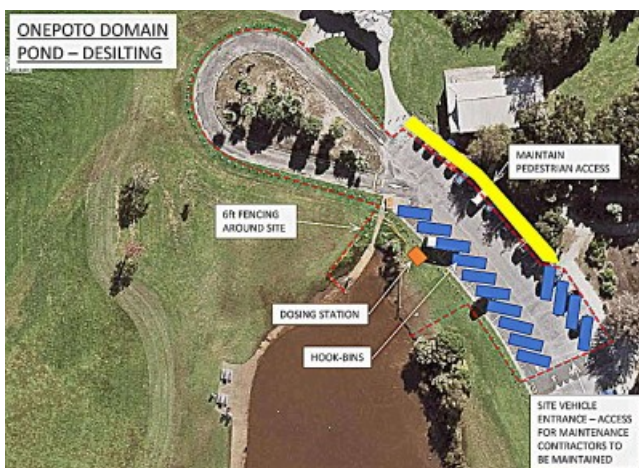 ONEPOTO DOMAIN
POND – DESILTING
MAINTAIN
PEDESTRIAN ACCESS
6ft FENCING
AROUND SITE
DOSING STATION
HOOK-BINS
SITE VEHICLE
ENTRANCE – ACCESS
FOR MAINTENANCE
CONTRACTORS TO
BE MAINTAINED